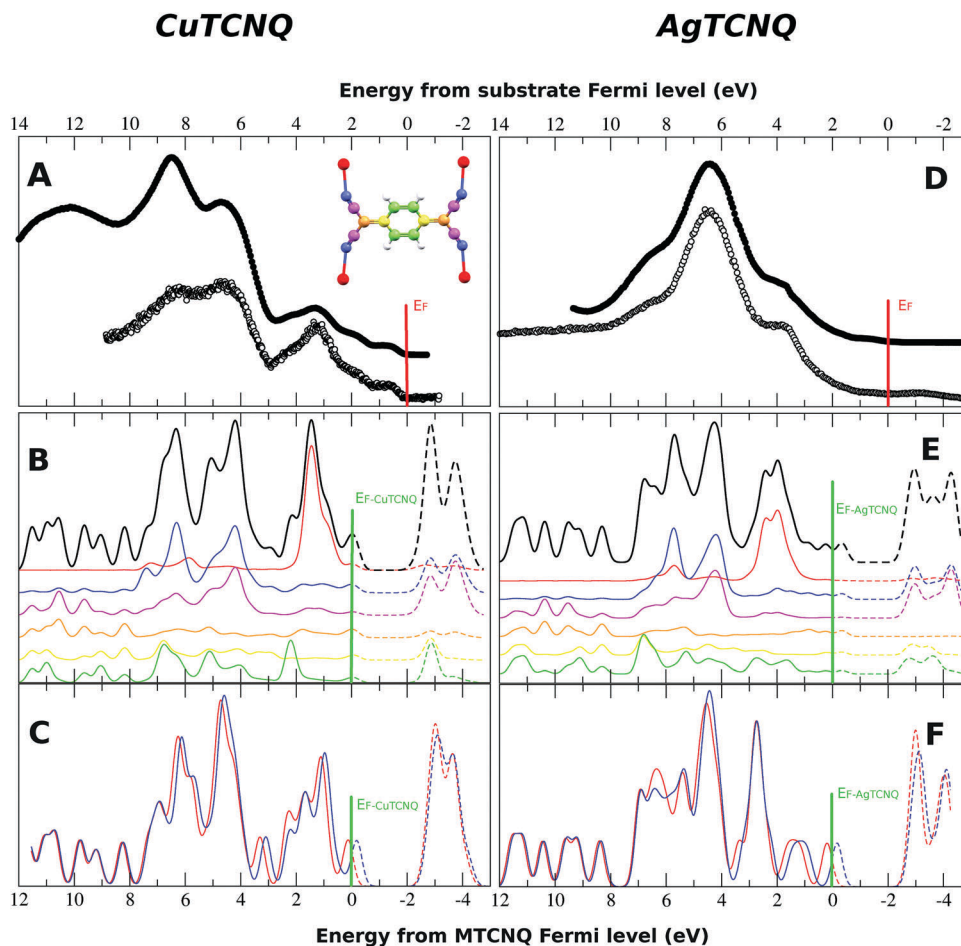 CuTCNQ AgTCNQ
Energy from substrate Fermi level (eV)
14 12 10 8 6 4 2 0 -2 14 12 10 8 6 4 2 0 -2
A D
EF EF
B E
EF-CuTCNQ EF-AgTCNQ
C F
EF-CuTCNQ EF-AgTCNQ
12 10 8 6 4 2 0 -2 -4 12 10 8 6 4 2 0 -2 -4
Energy from MTCNQ Fermi level (eV)